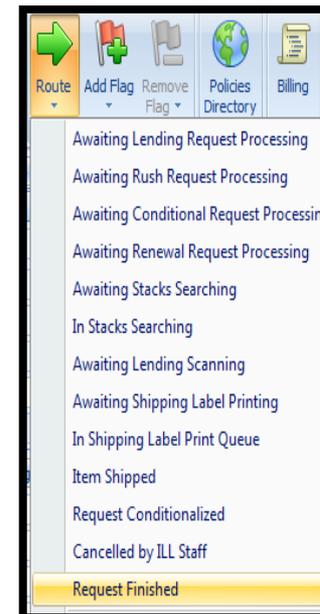 Route
Add Flag
Remove Flag
Policies Directory
Billing
Awaiting Lending Request Processing
Awaiting Rush Request Processing
Awaiting Conditional Request Processin
Awaiting Renewal Request Processing
Awaiting Stacks Searching
In Stacks Searching
Awaiting Lending Scanning
Awaiting Shipping Label Printing
In Shipping Label Print Queue
Item Shipped
Request Conditionalized
Cancelled by ILL Staff
Request Finished